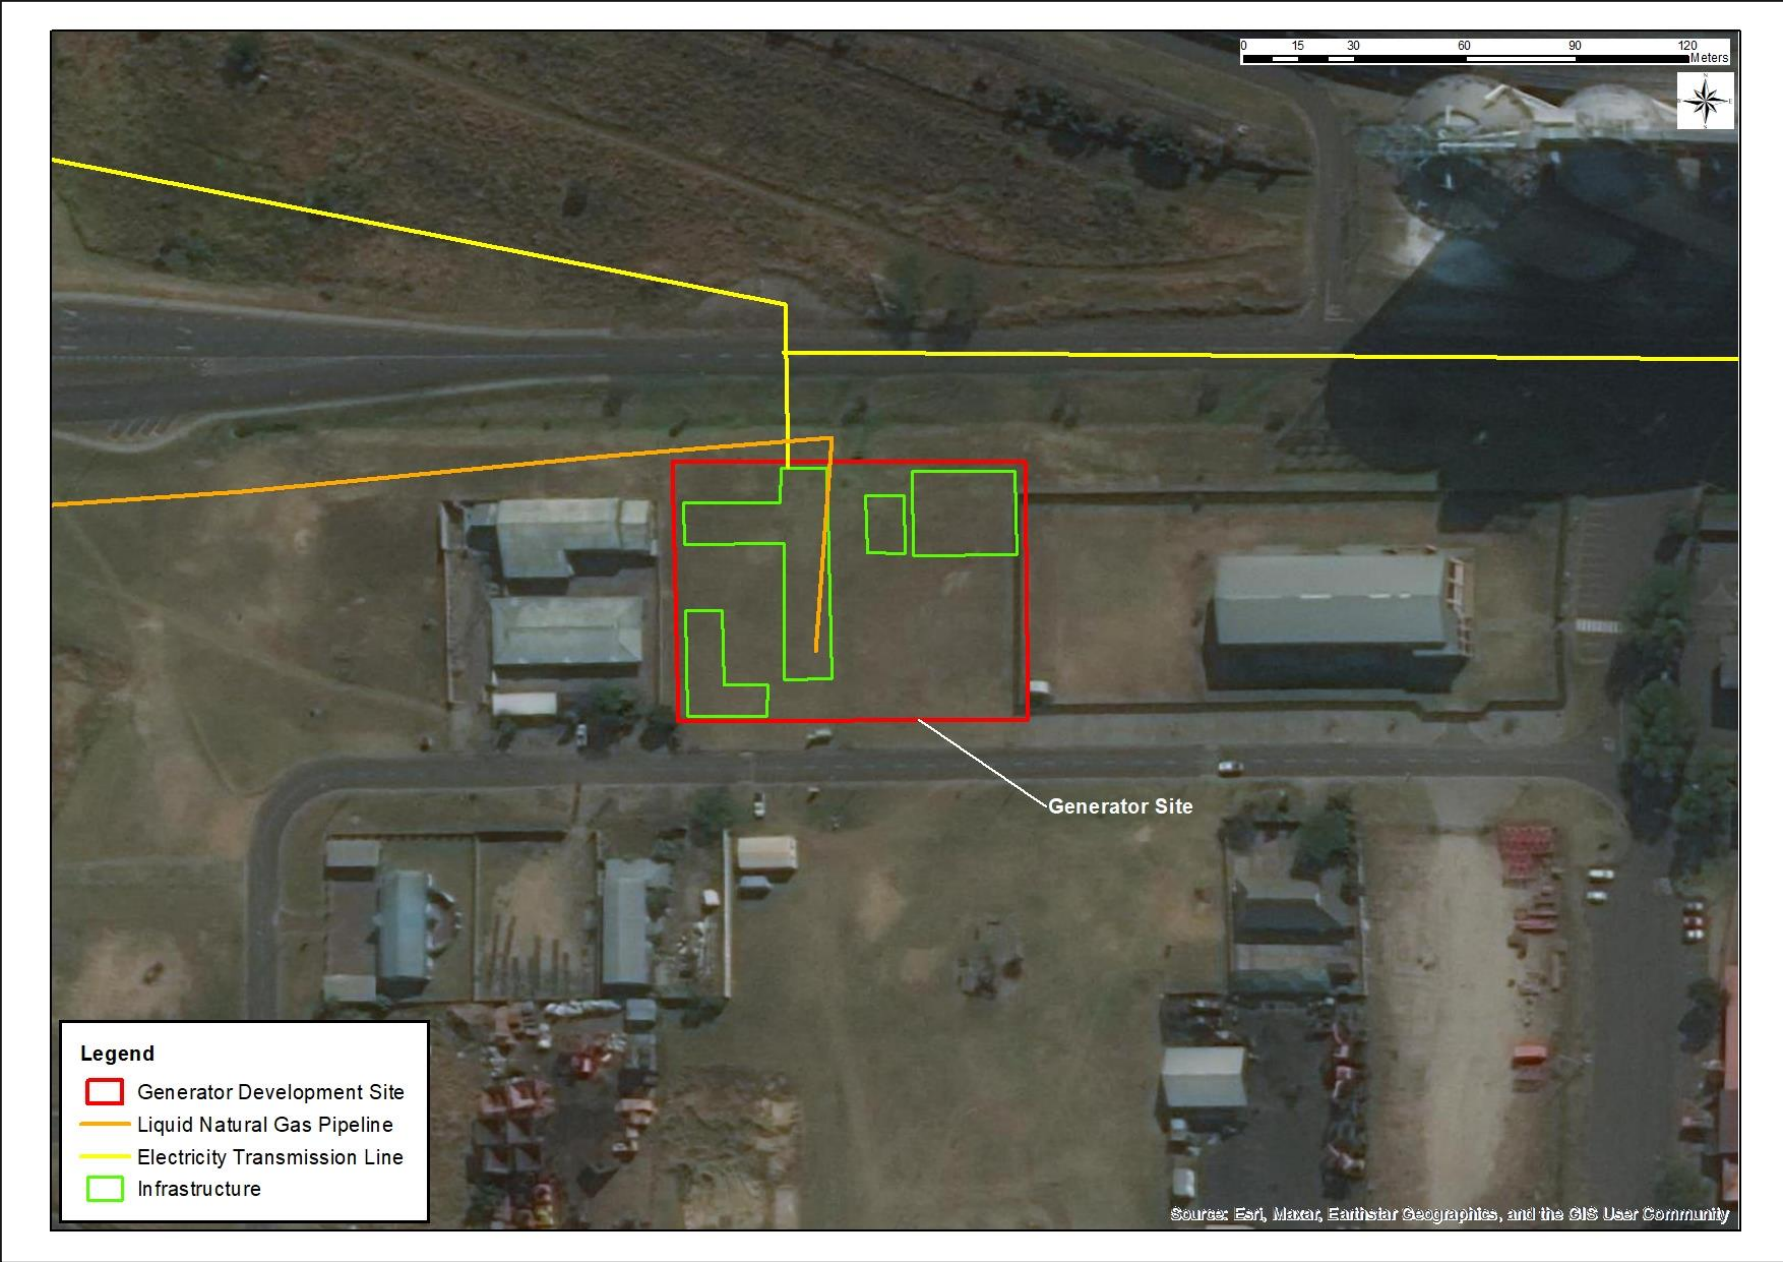 0 15 30 60 90 120
Meters
Generator Site
Legend
Generator Development Site
Liquid Natural Gas Pipeline
Electricity Transmission Line
Infrastructure
Source: Esri, Maxar, Earthstar Geographics, and the GIS User Community